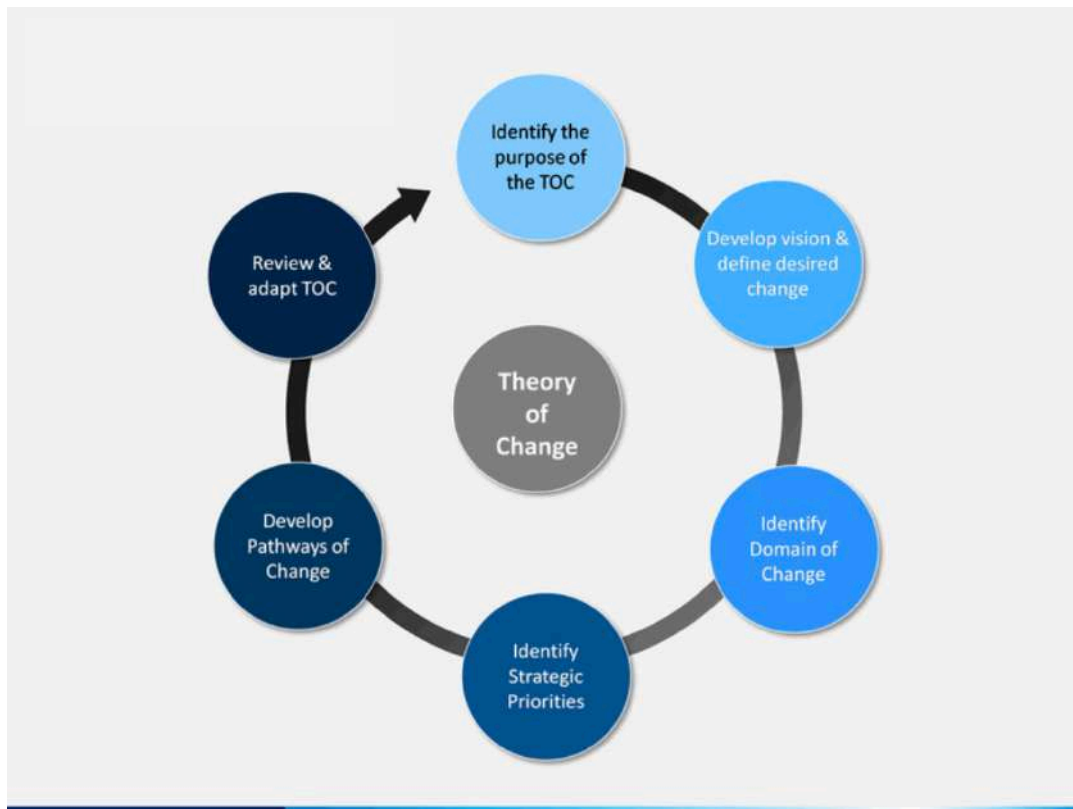 Identify the
purpose of
the TOC
Develop vision &
define desired
change
Identify
Domain of
Change
Identify
Strategic
Priorities
Develop
Pathways of
Change
Review &
adapt TOC
Theory
of
Change